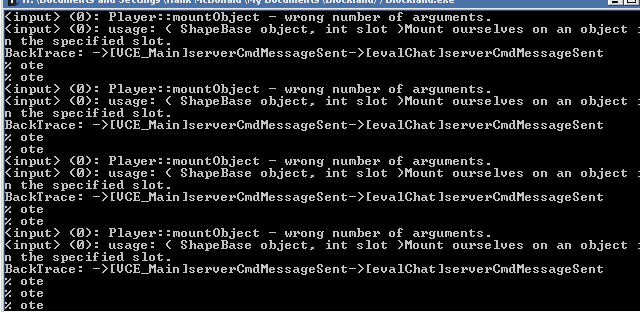 H:\Documents and Settings\Hank McDonald\My Documents\Blockland\Blockland.exe
<input> (0): Player::mountObject - wrong number of arguments.
<input> (0): usage: ( ShapeBase object, int slot )Mount ourselves on an object i
n the specified slot.
BackTrace: ->[VCE_Main]serverCmdMessageSent->[evalChat]serverCmdMessageSent
% ote
% ote
<input> (0): Player::mountObject - wrong number of arguments.
<input> (0): usage: ( ShapeBase object, int slot )Mount ourselves on an object i
n the specified slot.
BackTrace: ->[VCE_Main]serverCmdMessageSent->[evalChat]serverCmdMessageSent
% ote
% ote
<input> (0): Player::mountObject - wrong number of arguments.
<input> (0): usage: ( ShapeBase object, int slot )Mount ourselves on an object i
n the specified slot.
BackTrace: ->[VCE_Main]serverCmdMessageSent->[evalChat]serverCmdMessageSent
% ote
% ote
<input> (0): Player::mountObject - wrong number of arguments.
<input> (0): usage: ( ShapeBase object, int slot )Mount ourselves on an object i
n the specified slot.
BackTrace: ->[VCE_Main]serverCmdMessageSent->[evalChat]serverCmdMessageSent
% ote
% ote
% ote